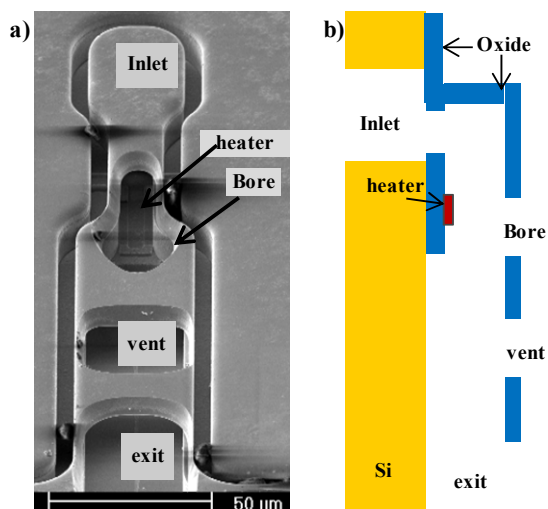 a)
Inlet
heater
Bore
vent
exit
50 µm
b)
Oxide
Inlet
heater
Bore
vent
Si
exit